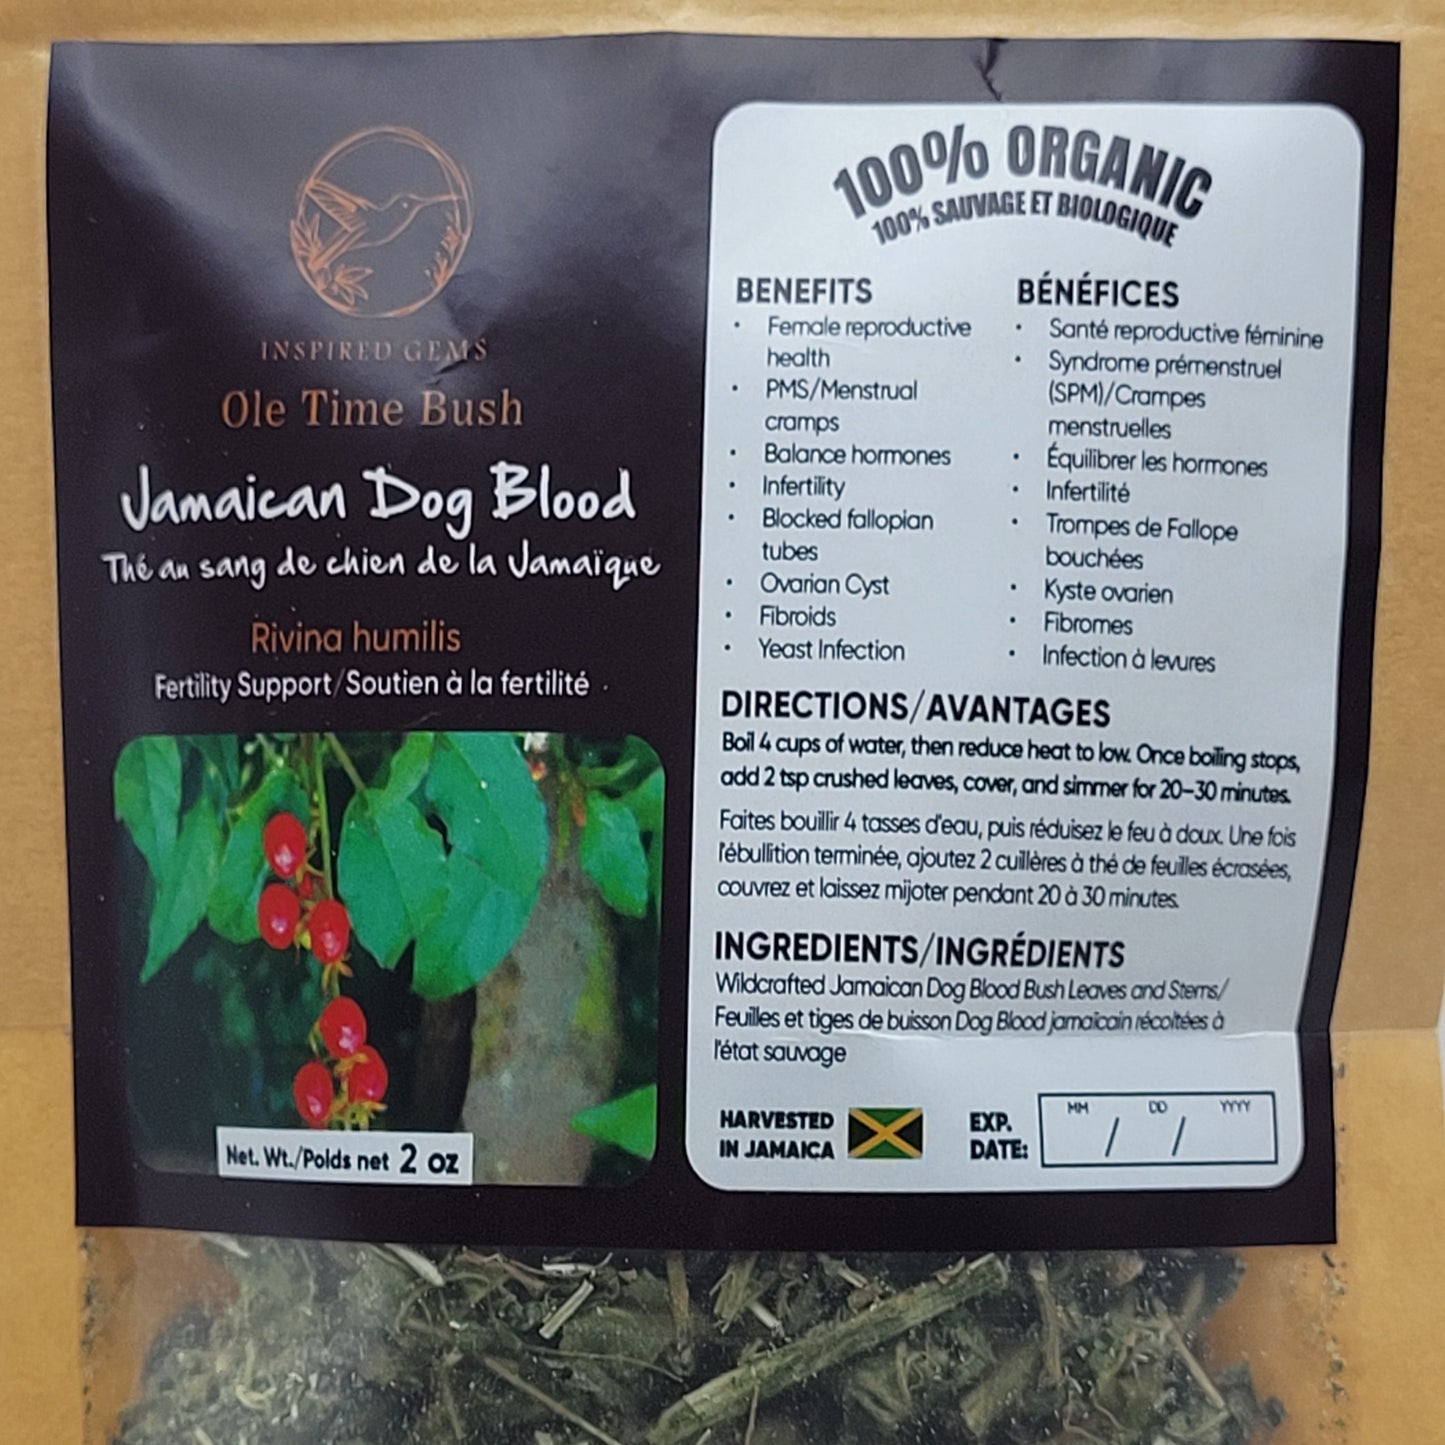 INSPIRED GEMS
Ole Time Bush
Jamaican Dog Blood
Thé au sang de chien de la Jamaïque
Rivina humilis
Fertility Support/Soutien à la fertilité
Net. Wt./Poids net 2 oz
100% ORGANIC
100% SAUVAGE ET BIOLOGIQUE
BENEFITS
• Female reproductive
health
• PMS/Menstrual
cramps
• Balance hormones
• Infertility
• Blocked fallopian
tubes
• Ovarian Cyst
• Fibroids
• Yeast Infection
BÉNÉFICES
• Santé reproductive féminine
• Syndrome prémenstruel
(SPM)/Crampes
menstruelles
• Équilibrer les hormones
• Infertilité
• Trompes de Fallope
bouchées
• Kyste ovarien
• Fibromes
• Infection à levures
DIRECTIONS/AVANTAGES
Boil 4 cups of water, then reduce heat to low. Once boiling stops,
add 2 tsp crushed leaves, cover, and simmer for 20-30 minutes.
Faites bouillir 4 tasses d'eau, puis réduisez le feu à doux. Une fois
l'ébullition terminée, ajoutez 2 cuillères à thé de feuilles écrasées,
couvrez et laissez mijoter pendant 20 à 30 minutes.
INGREDIENTS/INGRÉDIENTS
Wildcrafted Jamaican Dog Blood Bush Leaves and Stems/
Feuilles et tiges de buisson Dog Blood jamaïcain récoltées à
l'état sauvage
HARVESTED
IN JAMAICA
EXP.
DATE:
MM DD YYYY
/ /